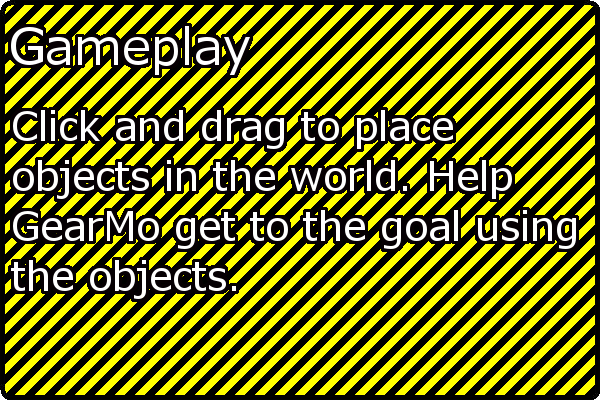 Gameplay
Click and drag to place
objects in the world. Help
GearMo get to the goal using
the objects.